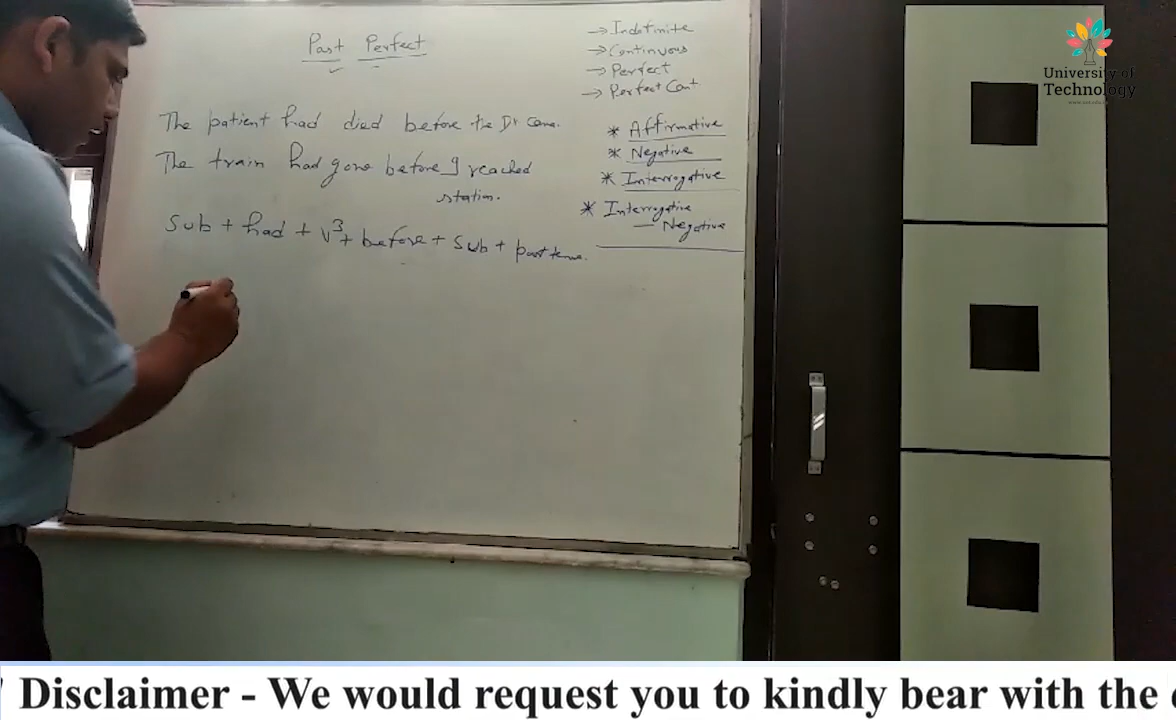 Past Perfect
The patient had died before the Dr came.
The train had gone before I reached
station.
Sub + had + V3 + before + sub + past tense.
→ Indefinite
→ Continuous
→ Perfect
→ Perfect Cont
* Affirmative
* Negative
* Interrogative
* Interrogative
— Negative
University of
Technology
Disclaimer - We would request you to kindly bear with the